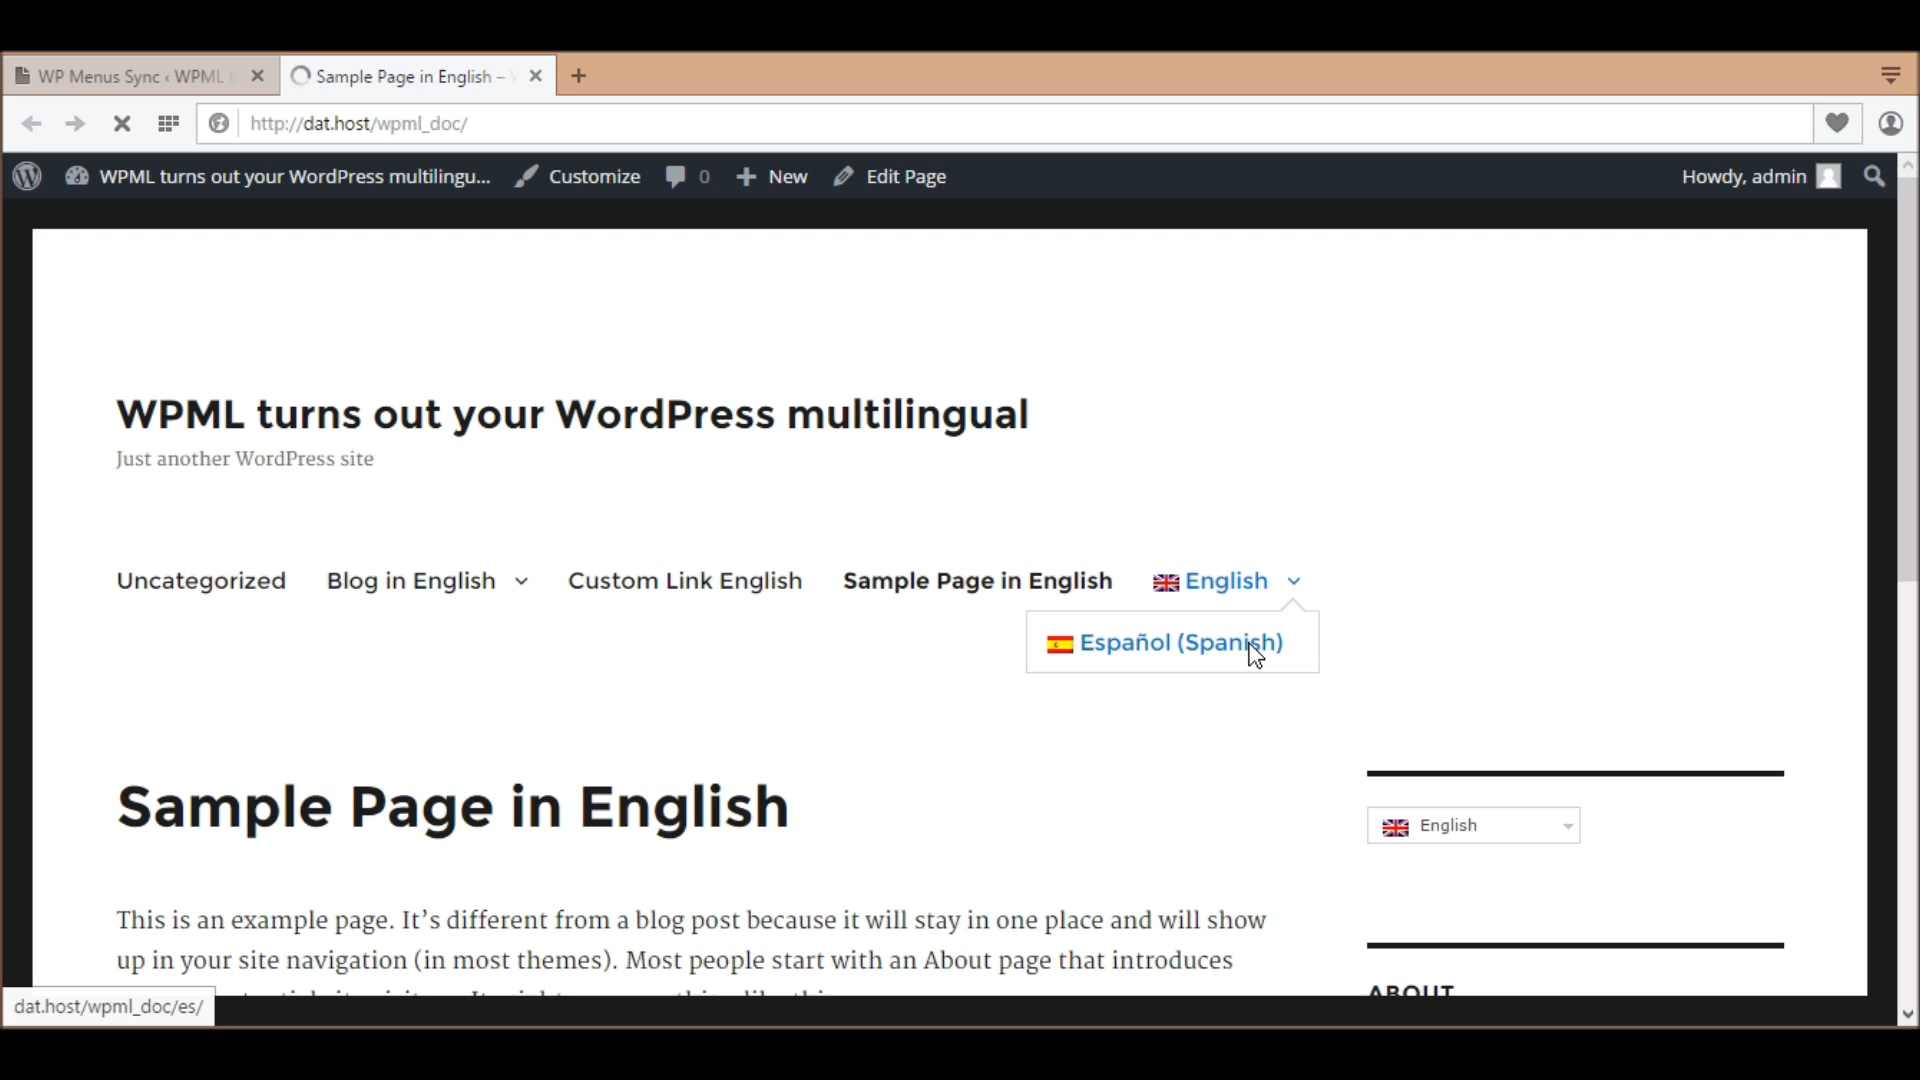 WP Menus Sync ‹ WPML
Sample Page in English –
http://dat.host/wpml_doc/
WPML turns out your WordPress multilingu...
Customize
0
New
Edit Page
Howdy, admin
WPML turns out your WordPress multilingual
Just another WordPress site
Uncategorized
Blog in English
Custom Link English
Sample Page in English
English
Español (Spanish)
Sample Page in English
English
This is an example page. It’s different from a blog post because it will stay in one place and will show
up in your site navigation (in most themes). Most people start with an About page that introduces
ABOUT
dat.host/wpml_doc/es/